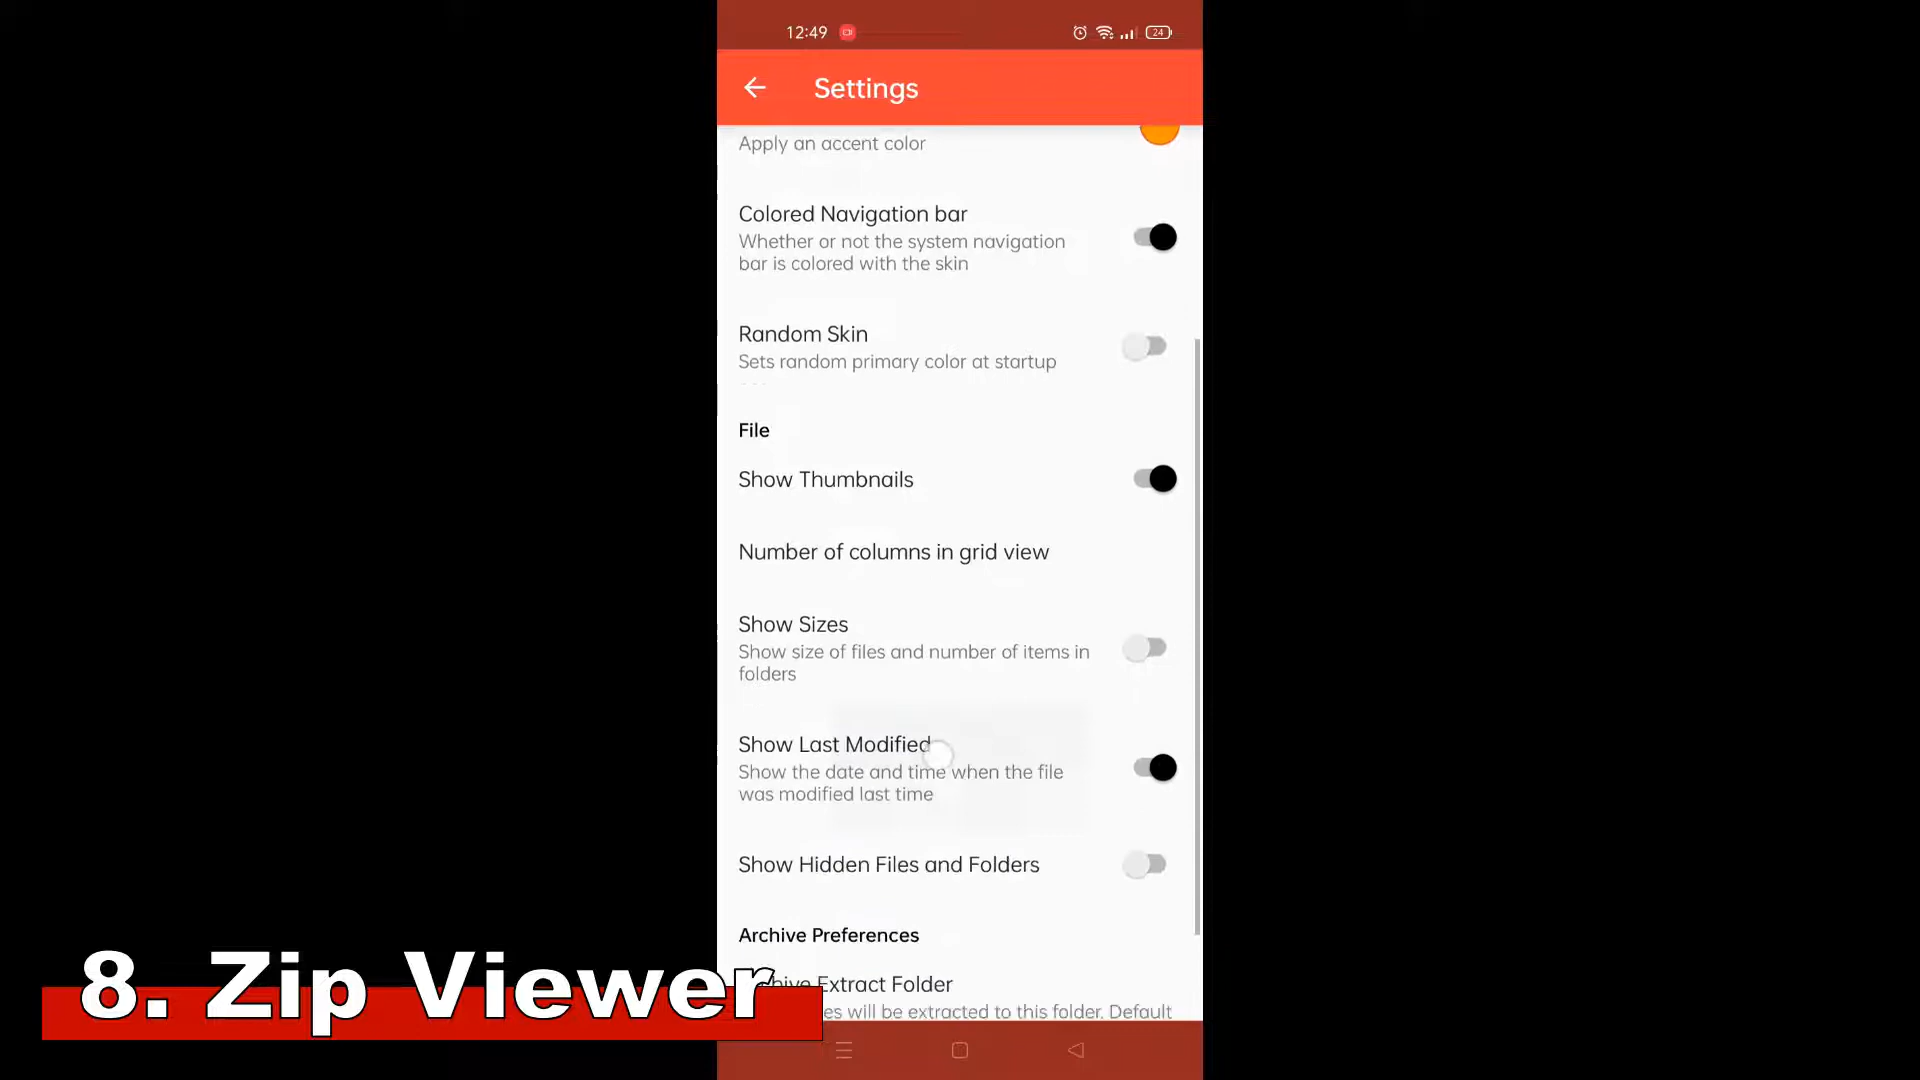 12:49
24
Settings
Apply an accent color
Colored Navigation bar
Whether or not the system navigation
bar is colored with the skin
Random Skin
Sets random primary color at startup
File
Show Thumbnails
Number of columns in grid view
Show Sizes
Show size of files and number of items in
folders
Show Last Modified
Show the date and time when the file
was modified last time
Show Hidden Files and Folders
Archive Preferences
Extract Folder
will be extracted to this folder. Default
8. Zip Viewer